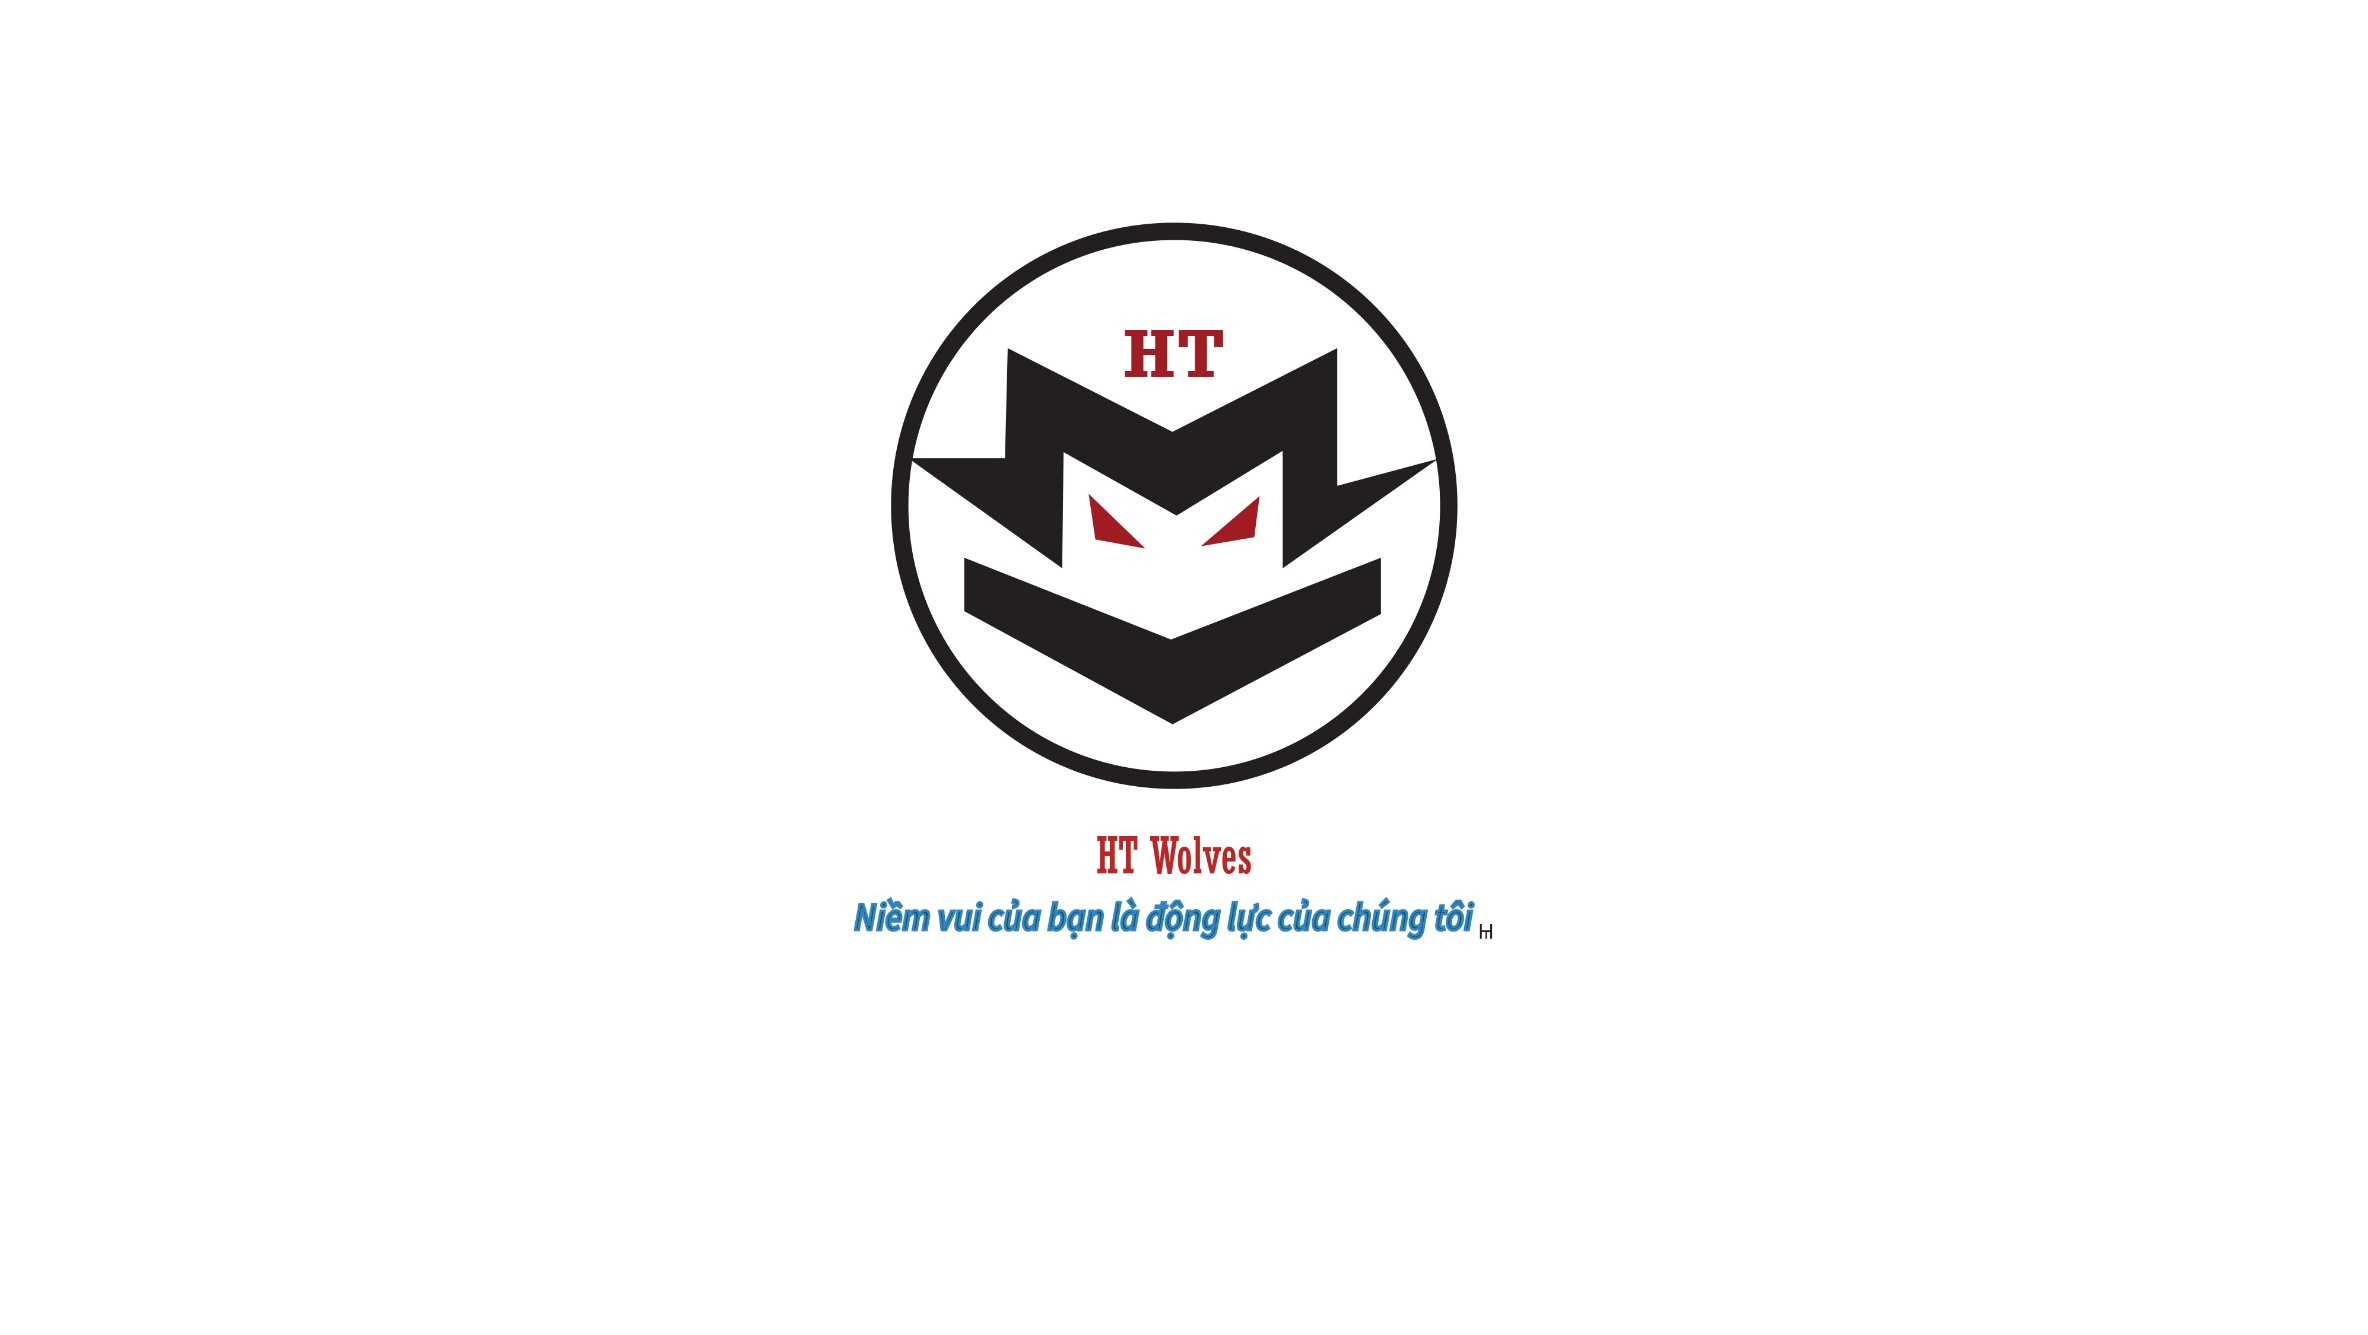 HT
HT Wolves
Niềm vui của bạn là động lực của chúng tôi